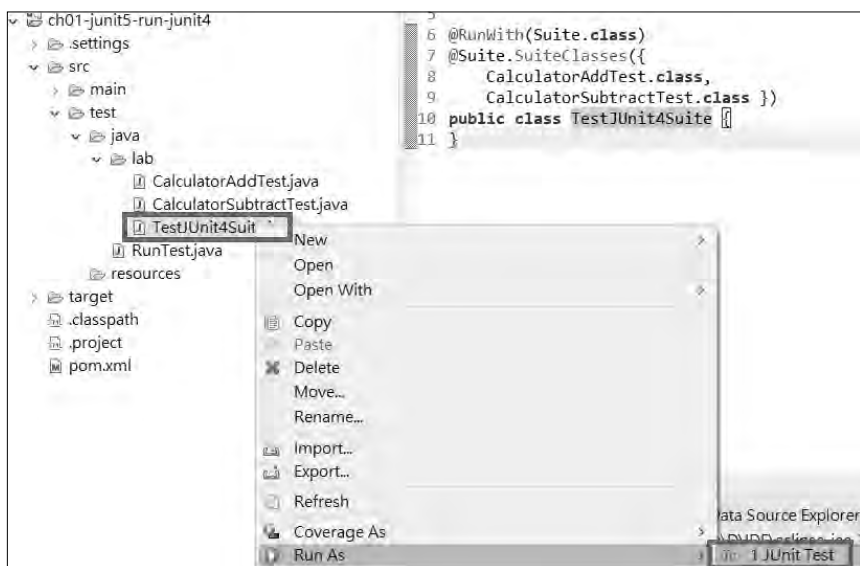 ch01-junit5-run-junit4
.settings
src
main
test
java
lab
CalculatorAddTest.java
CalculatorSubtractTest.java
TestJUnit4Suit
RunTest.java
resources
target
.classpath
.project
pom.xml
5
6 @RunWith(Suite.class)
7 @Suite.SuiteClasses({
8 CalculatorAddTest.class,
9 CalculatorSubtractTest.class })
10 public class TestJUnit4Suite {
11 }
New
Open
Open With
Copy
Paste
Delete
Move...
Rename...
Import...
Export...
Refresh
Coverage As
Run As
ata Source Explorer
1 JUnit Test